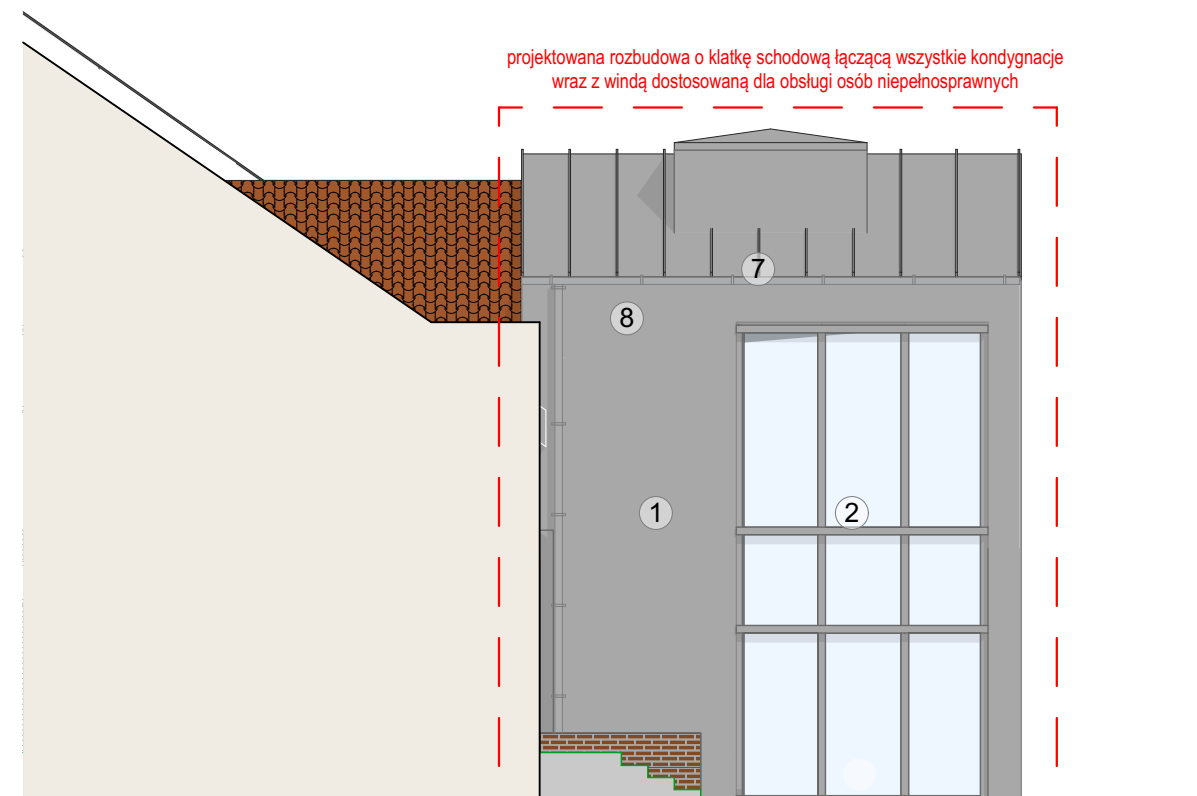 projektowana rozbudowa o klatkę schodową łączącą wszystkie kondygnacje
wraz z windą dostosowaną dla obsługi osób niepełnosprawnych
7
8
1
2